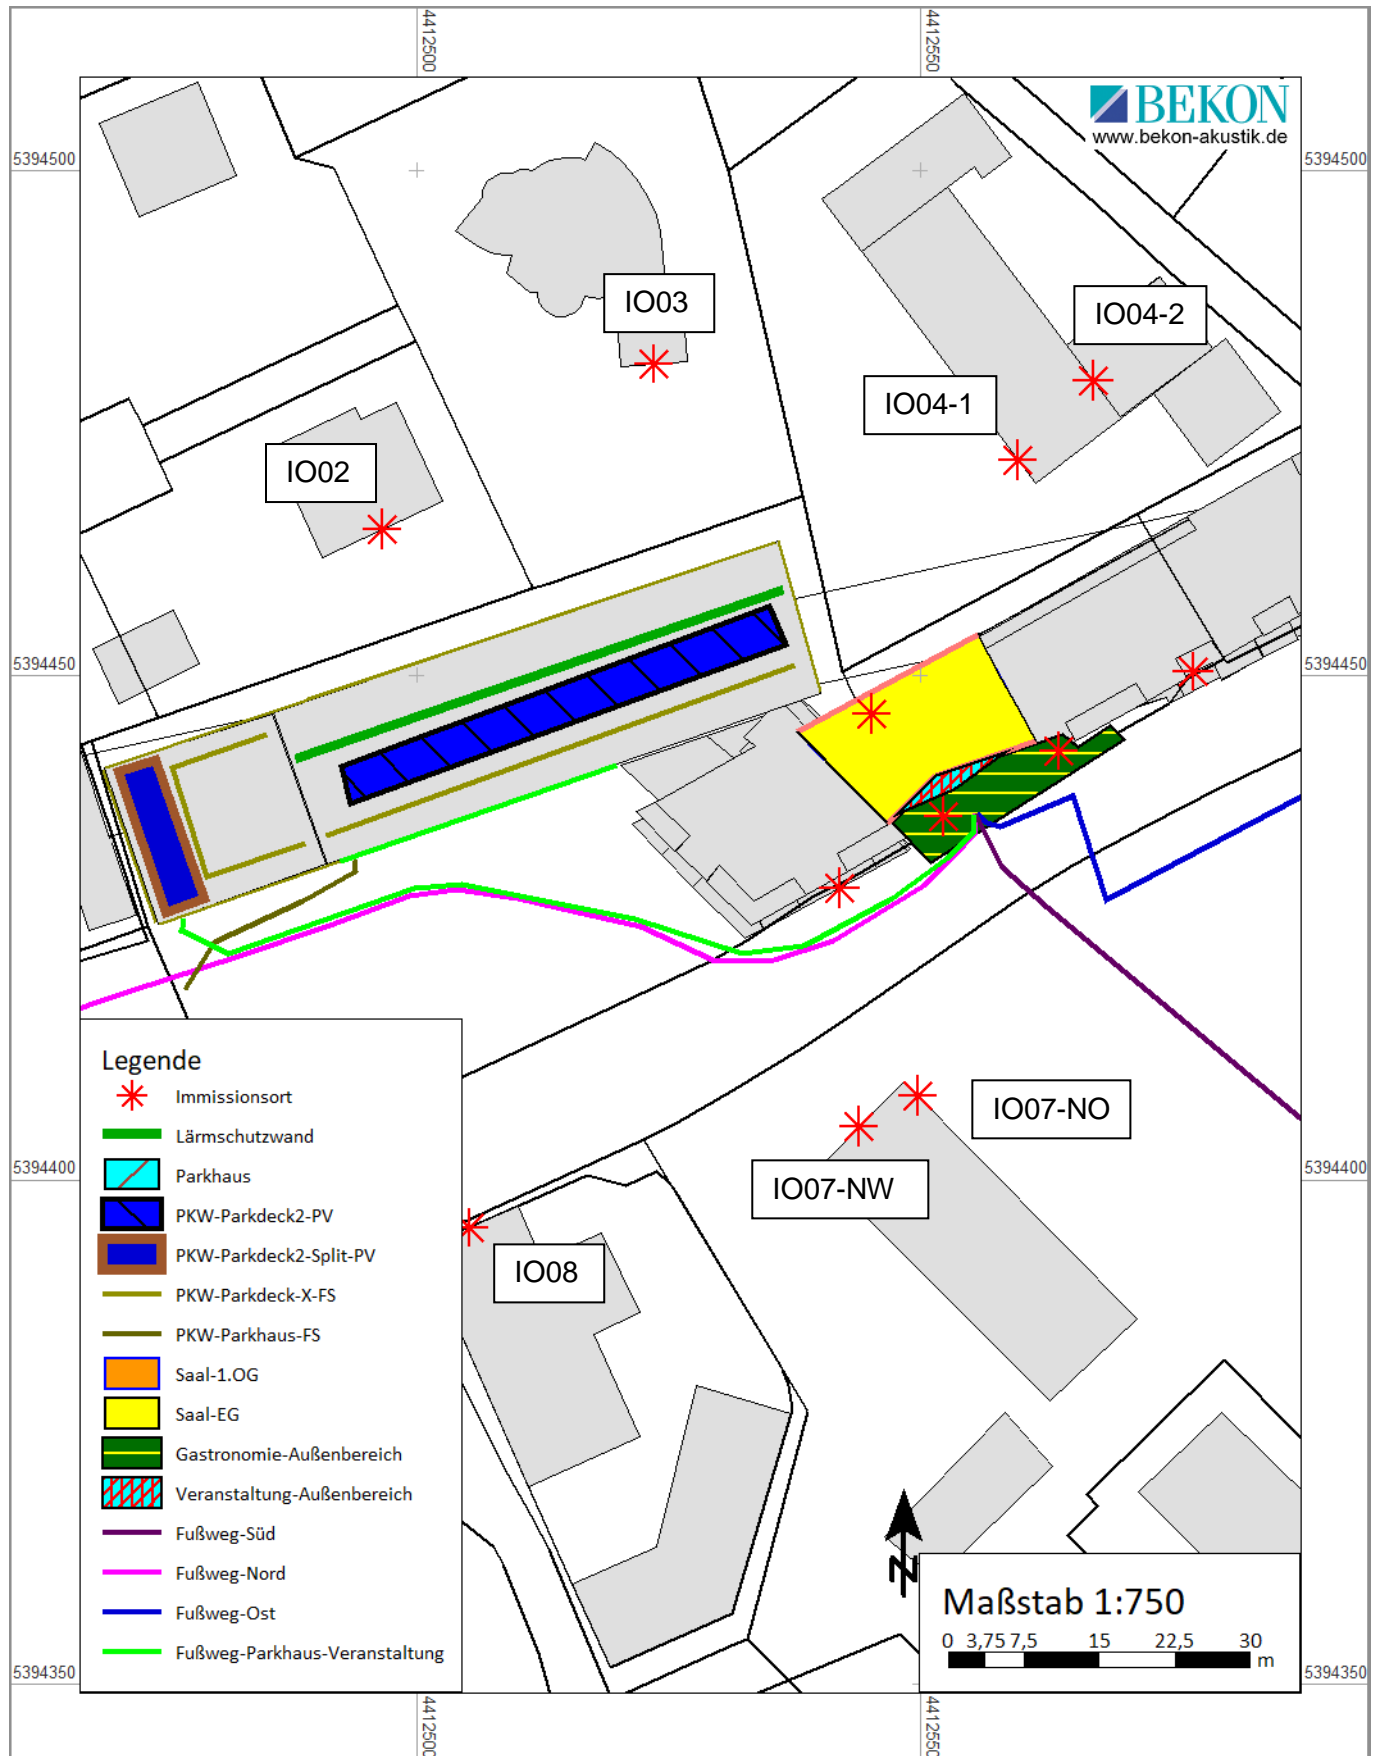 4412500
4412550
BEKON
www.bekon-akustik.de
5394500
5394500
IO03
IO04-2
IO04-1
IO02
5394450
5394450
Legende
Immissionsort
Lärmschutzwand
Parkhaus
PKW-Parkdeck2-PV
PKW-Parkdeck2-Split-PV
PKW-Parkdeck-X-FS
PKW-Parkhaus-FS
Saal-1.OG
Saal-EG
Gastronomie-Außenbereich
Veranstaltung-Außenbereich
Fußweg-Süd
Fußweg-Nord
Fußweg-Ost
Fußweg-Parkhaus-Veranstaltung
IO07-NO
5394400
5394400
IO07-NW
IO08
N
Maßstab 1:750
0 3,75 7,5 15 22,5 30
m
5394350
5394350
4412500
4412550